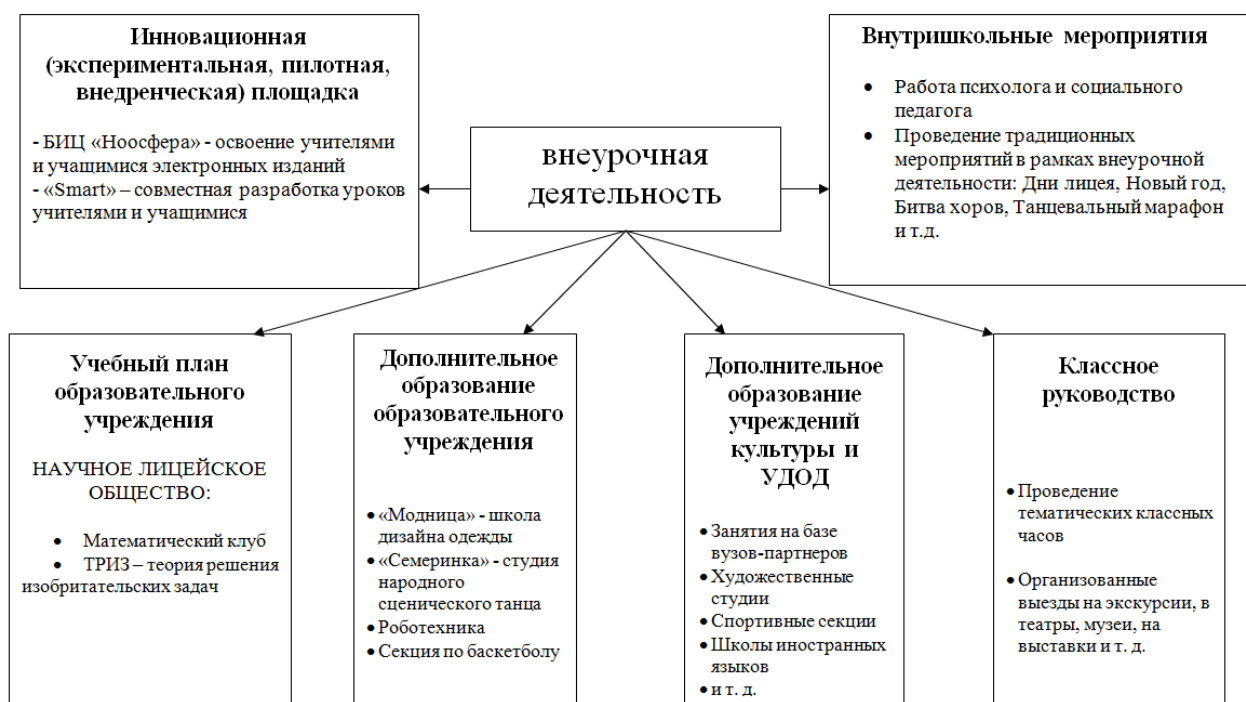 Инновационная
(экспериментальная, пилотная,
внедренческая) площадка
- БИЦ «Ноосфера» - освоение учителями
и учащимися электронных изданий
- «Smart» – совместная разработка уроков
учителями и учащимися
внеурочная
деятельность
Внутришкольные мероприятия
• Работа психолога и социального
педагога
• Проведение традиционных
мероприятий в рамках внеурочной
деятельности: Дни лицея, Новый год,
Битва хоров, Танцевальный марафон
и т.д.
Учебный план
образовательного
учреждения
НАУЧНОЕ ЛИЦЕЙСКОЕ
ОБЩЕСТВО:
• Математический клуб
• ТРИЗ – теория решения
изобритательских задач
Дополнительное
образование
образовательного
учреждения
• «Модница» - школа
дизайна одежды
• «Семеринка» - студия
народного
сценического танца
• Роботехника
• Секция по баскетболу
Дополнительное
образование
учреждений
культуры и
УДОД
• Занятия на базе
вузов-партнеров
• Художественные
студии
• Спортивные секции
• Школы иностранных
языков
• и т. д.
Классное
руководство
• Проведение
тематических классных
часов
• Организованные
выезды на экскурсии, в
театры, музеи, на
выставки и т. д.